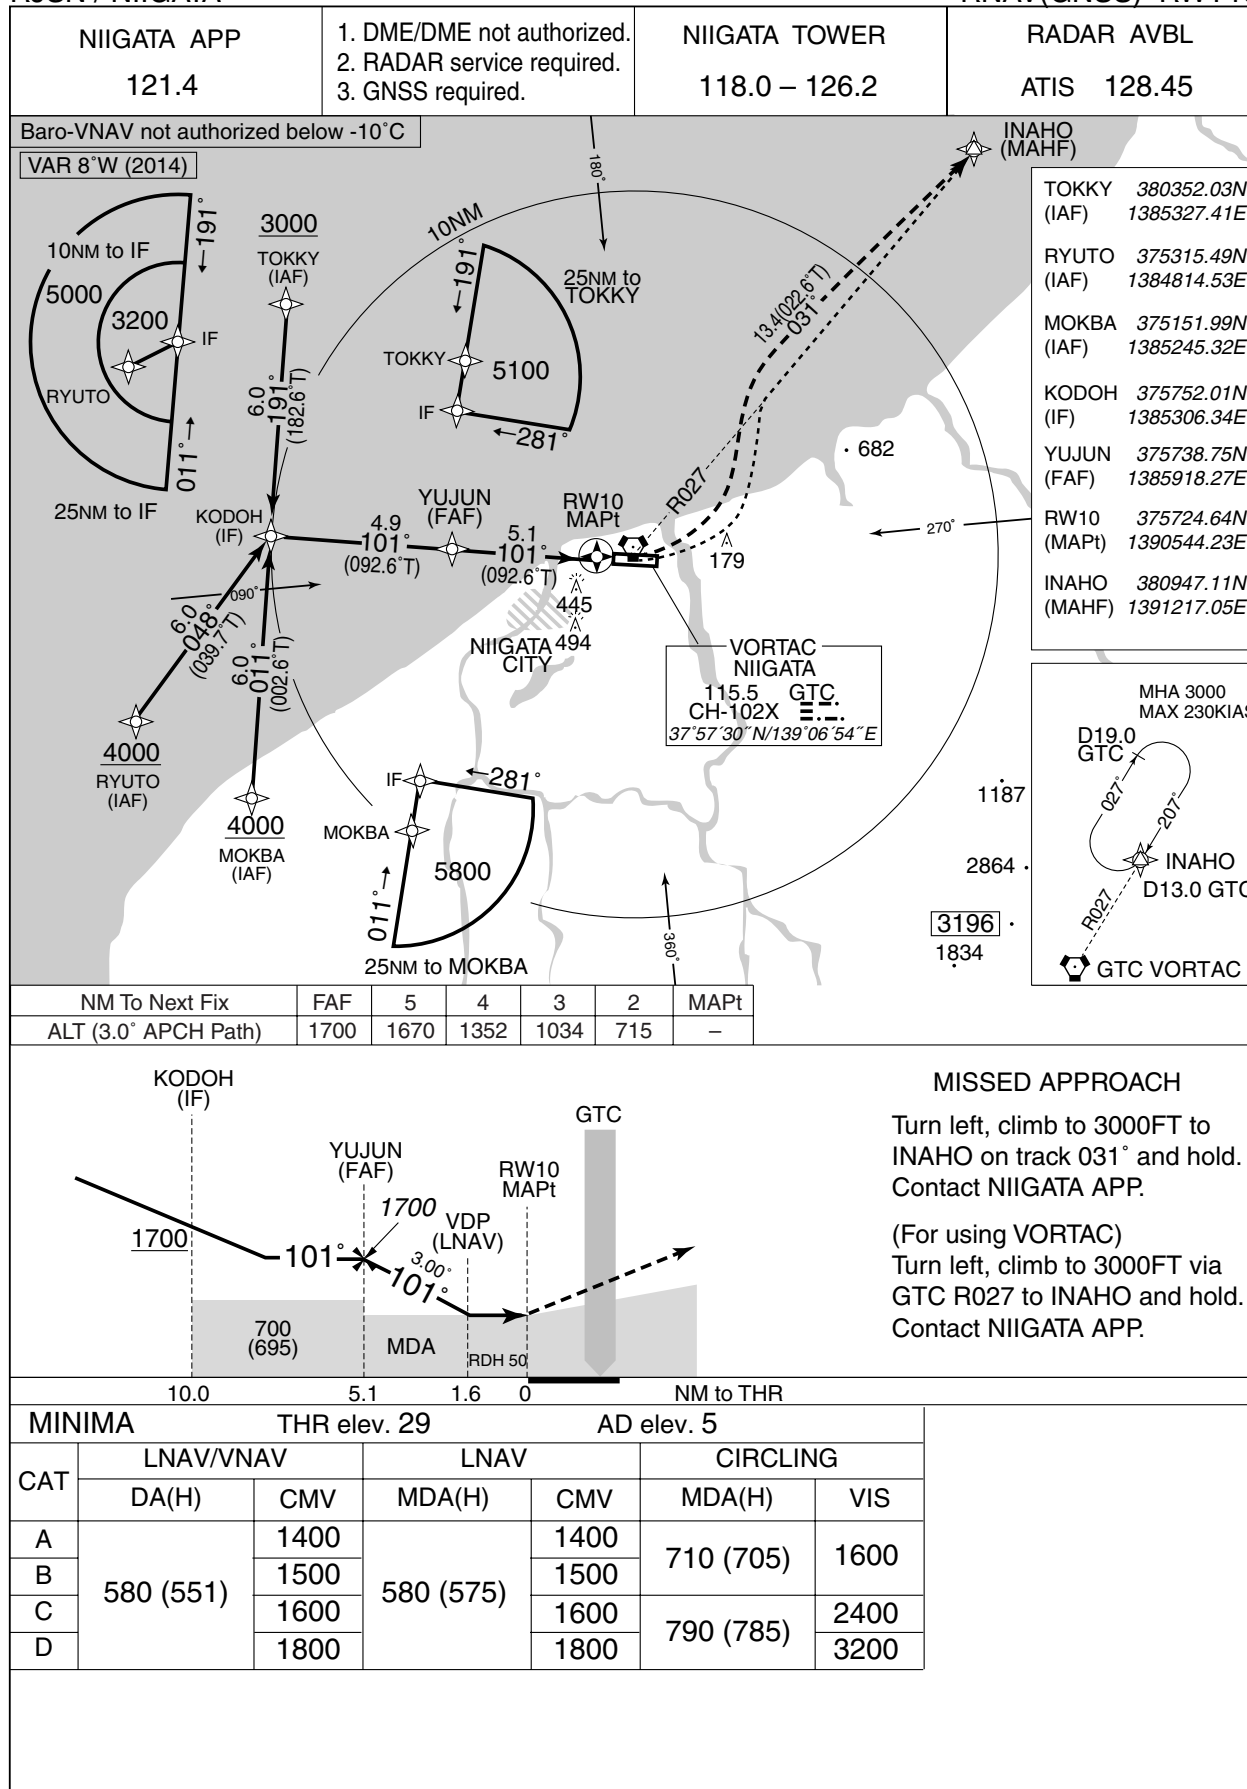 NIIGATA APP
121.4
1. DME/DME not authorized.
2. RADAR service required.
3. GNSS required.
NIIGATA TOWER
118.0 – 126.2
RADAR AVBL
ATIS 128.45
Baro-VNAV not authorized below -10˚C
VAR 8˚W (2014)
180˚
INAHO
(MAHF)
TOKKY 380352.03N
(IAF) 1385327.41E
RYUTO 375315.49N
(IAF) 1384814.53E
MOKBA 375151.99N
(IAF) 1385245.32E
KODOH 375752.01N
(IF) 1385306.34E
YUJUN 375738.75N
(FAF) 1385918.27E
RW10 375724.64N
(MAPt) 1390544.23E
INAHO 380947.11N
(MAHF) 1391217.05E
191˚
10NM to IF
5000
3200
IF
RYUTO
011˚
25NM to IF
3000
TOKKY
(IAF)
6.0
191˚
(182.6˚T)
10NM
191˚
25NM to
TOKKY
TOKKY
5100
IF
281˚
13.4(022.6˚T)
031˚
682
R027
270˚
KODOH
(IF)
4.9
101˚
(092.6˚T)
YUJUN
(FAF)
5.1
101˚
(092.6˚T)
RW10
MAPt
179
445
494
NIIGATA
CITY
090˚
6.0
048˚
(039.7˚T)
6.0
011˚
(002.6˚T)
VORTAC
NIIGATA
115.5 GTC
CH-102X
37˚57´30˝N/139˚06´54˝E
4000
RYUTO
(IAF)
4000
MOKBA
(IAF)
IF
281˚
MOKBA
5800
011˚
25NM to MOKBA
360˚
1187
2864
3196
1834
MHA 3000
MAX 230KIAS
D19.0
GTC
027˚
207˚
INAHO
D13.0 GTC
R027
GTC VORTAC
NM To Next Fix FAF 5 4 3 2 MAPt
ALT (3.0˚ APCH Path) 1700 1670 1352 1034 715 –
KODOH
(IF)
YUJUN
(FAF)
1700
1700
101˚
3.00˚
101˚
VDP
(LNAV)
RW10
MAPt
GTC
700
(695)
MDA
RDH 50
10.0 5.1 1.6 0 NM to THR
MISSED APPROACH
Turn left, climb to 3000FT to
INAHO on track 031˚ and hold.
Contact NIIGATA APP.
(For using VORTAC)
Turn left, climb to 3000FT via
GTC R027 to INAHO and hold.
Contact NIIGATA APP.
MINIMA THR elev. 29 AD elev. 5
CAT LNAV/VNAV LNAV CIRCLING
DA(H) CMV MDA(H) CMV MDA(H) VIS
A 580 (551) 1400 580 (575) 1400 710 (705) 1600
B 1500 1500
C 1600 1600 790 (785) 2400
D 1800 1800 3200